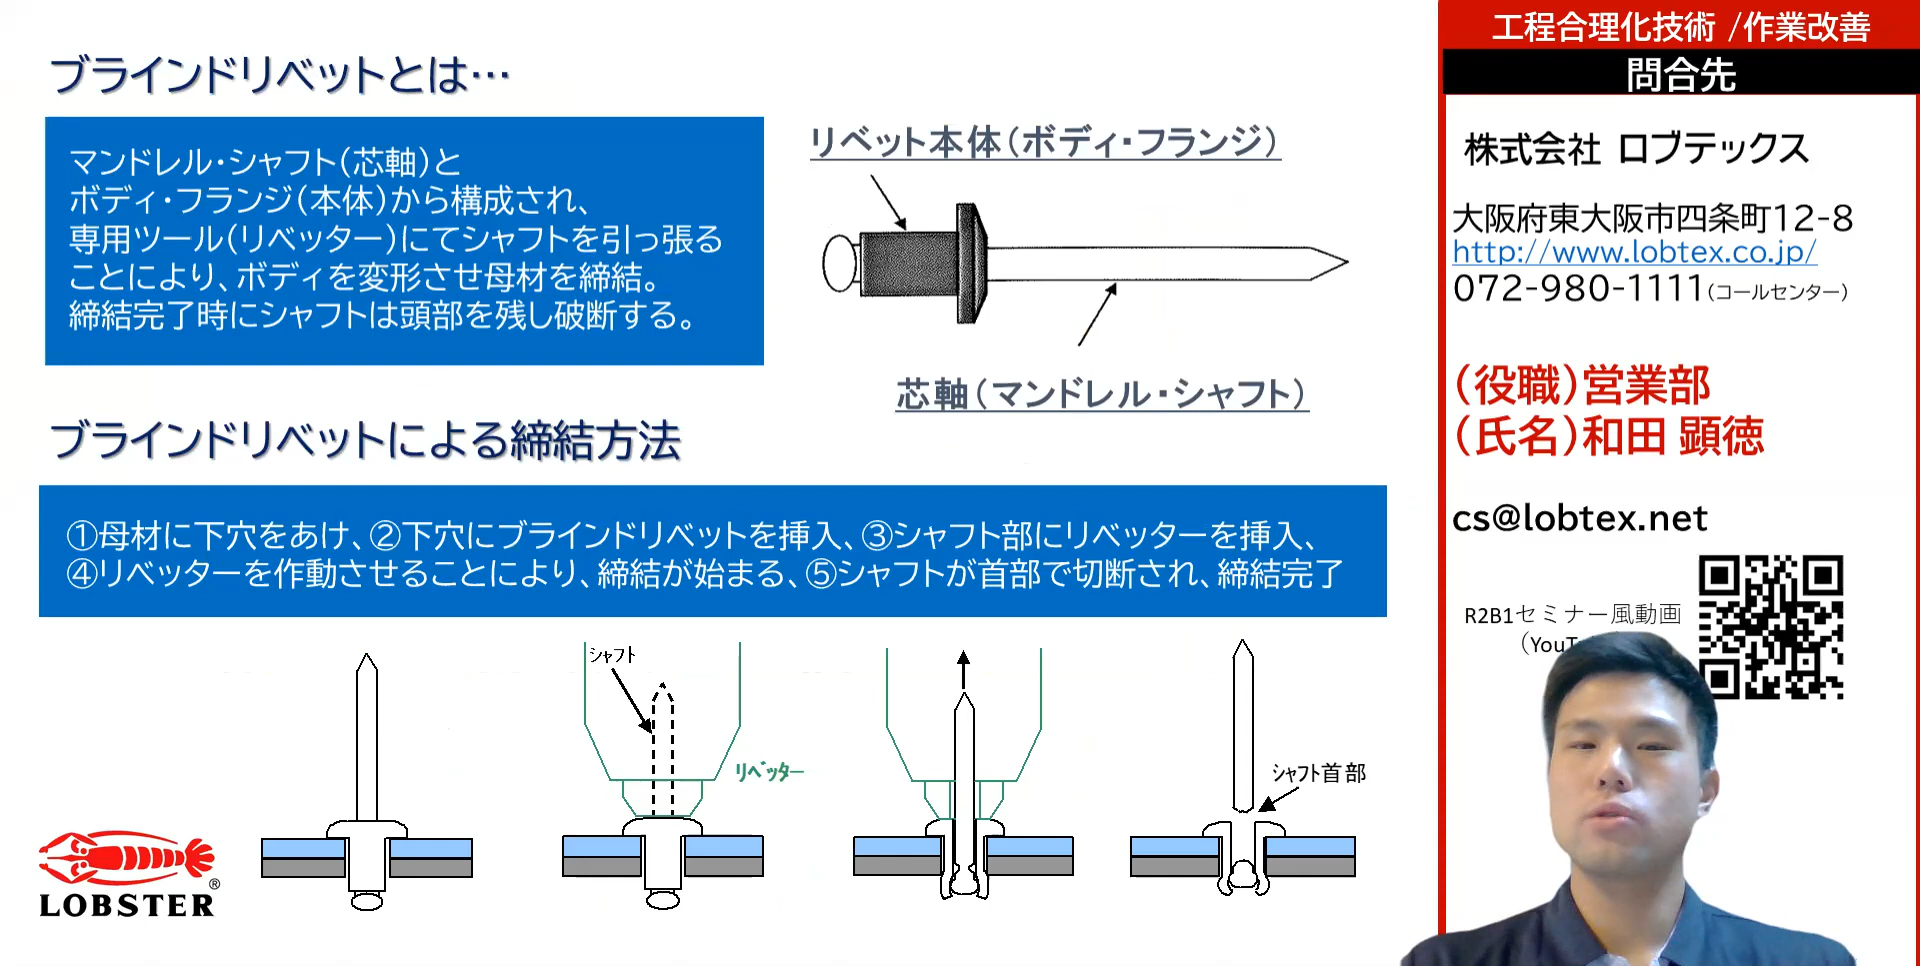 ブラインドリベットとは…
マンドレル・シャフト(芯軸)と
ボディ・フランジ(本体)から構成され、
専用ツール(リベッター)にてシャフトを引っ張る
ことにより、ボディを変形させ母材を締結。
締結完了時にシャフトは頭部を残し破断する。
リベット本体(ボディ・フランジ)
芯軸(マンドレル・シャフト)
ブラインドリベットによる締結方法
①母材に下穴をあけ、②下穴にブラインドリベットを挿入、③シャフト部にリベッターを挿入、
④リベッターを作動させることにより、締結が始まる、⑤シャフトが首部で切断され、締結完了
シャフト
リベッター
シャフト首部
LOBSTER®
工程合理化技術 /作業改善
問合先
株式会社 ロブテックス
大阪府東大阪市四条町12-8
http://www.lobtex.co.jp/
072-980-1111(コールセンター)
(役職)営業部
(氏名)和田 顕徳
cs@lobtex.net
R2B1セミナー風動画